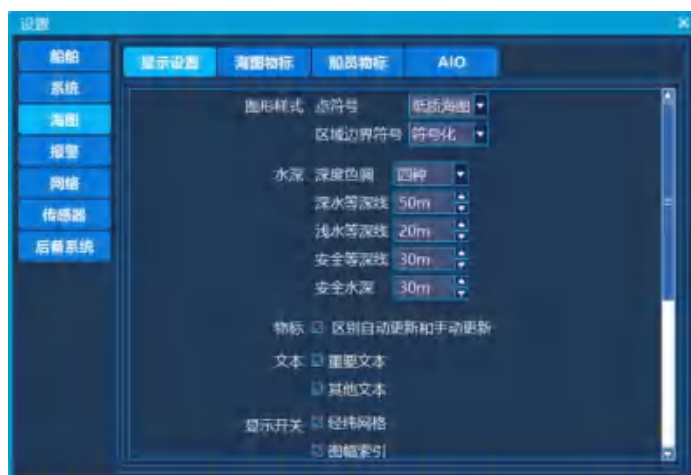 设置
船舶
系统
海图
报警
网络
传感器
后备系统
显示设置 海图物标 船员物标 AIO
图形样式 点符号 纸质海图
区域边界符号 符号化
水深 深度色调 四种
深水等深线 50m
浅水等深线 20m
安全等深线 30m
安全水深 30m
物标 区别自动更新和手动更新
文本 重要文本
其他文本
显示开关 经纬网格
图幅索引